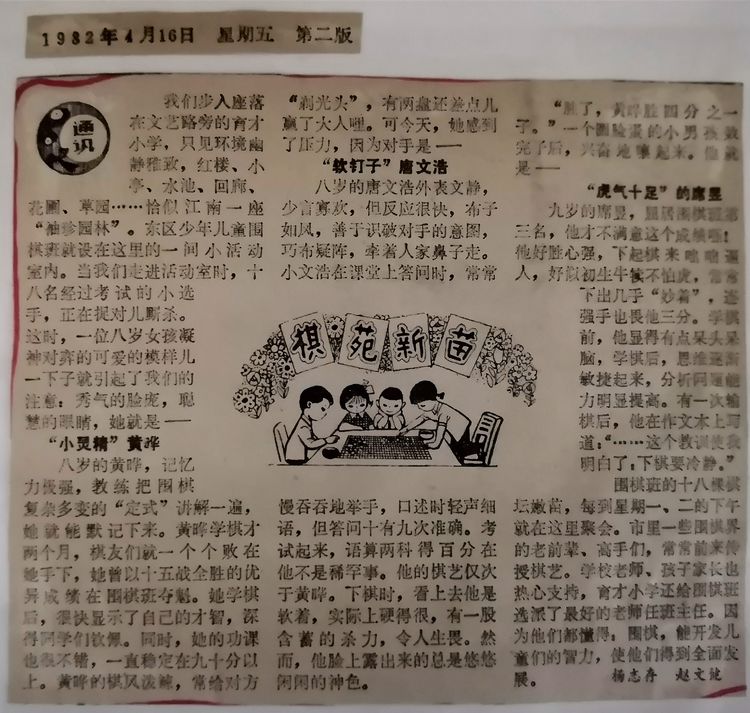 1982年4月16日 星期五 第二版
通讯
我们步入座落
在文艺路旁的育才
小学，只见环境幽
静雅致，红楼、小
亭、水池、回廊、
花圃、草园……恰似江南一座
“袖珍园林”。东区少年儿童围
棋班就设在这里的一间小活动
室内。当我们走进活动室时，十
八名经过考试的小选
手，正在捉对儿厮杀。
这时，一位八岁女孩凝
神对弈的可爱的模样儿
一下子就引起了我们的
注意：秀气的脸庞，聪
慧的眼睛，她就是——
“小灵精”黄晔
八岁的黄晔，记忆
力极强，教练把围棋
复杂多变的“定式”讲解一遍，
她就能默记下来。黄晔学棋才
两个月，棋友们就一个个败在
她手下，她曾以十五战全胜的优
异成绩在围棋班夺魁。她学棋
后，很快显示了自己的才智，深
得同学们钦佩。同时，她的功课
也很不错，一直稳定在九十分以
上。黄晔的棋风泼辣，常给对方
“剃光头”，有两盘还差点儿
赢了大人哩。可今天，她感到
了压力，因为对手是——
“软钉子”唐文浩
八岁的唐文浩外表文静，
少言寡欢，但反应很快，布子
如风，善于识破对手的意图，
巧布疑阵，牵着人家鼻子走。
小文浩在课堂上答问时，常常
棋苑新苗
慢吞吞地举手，口述时轻声细
语，但答问十有九次准确。考
试起来，语算两科得百分在
他不是稀罕事。他的棋艺仅次
于黄晔。下棋时，看上去他是
软着，实际上硬得很，有一股
含蓄的杀力，令人生畏。然
而，他脸上露出来的总是悠悠
闲闲的神色。
“胜了，黄晔胜四分之一
子。”一个圆脸蛋的小男孩数
完子后，兴奋地嚷起来。他就
是——
“虎气十足”的席昱
九岁的席昱，屈居围棋班第
三名，他才不满意这个成绩哩！
他好胜心强，下起棋来咄咄逼
人，好似初生牛犊不怕虎，常常
下出几手“妙着”，连
强手也畏他三分。学棋
前，他显得有点呆头呆
脑，学棋后，思维逐渐
敏捷起来，分析问题能
力明显提高。有一次输
棋后，他在作文本上写
道：“……这个教训使我
明白了：下棋要冷静。”
围棋班的十八棵棋
坛嫩苗，每到星期一、二的下午
就在这里聚会。市里一些围棋界
的老前辈、高手们，常常前来传
授棋艺。学校老师、孩子家长也
热心支持，育才小学还给围棋班
选派了最好的老师任班主任。因
为他们都懂得：围棋，能开发儿
童们的智力，使他们得到全面发
展。 杨志存 赵文健